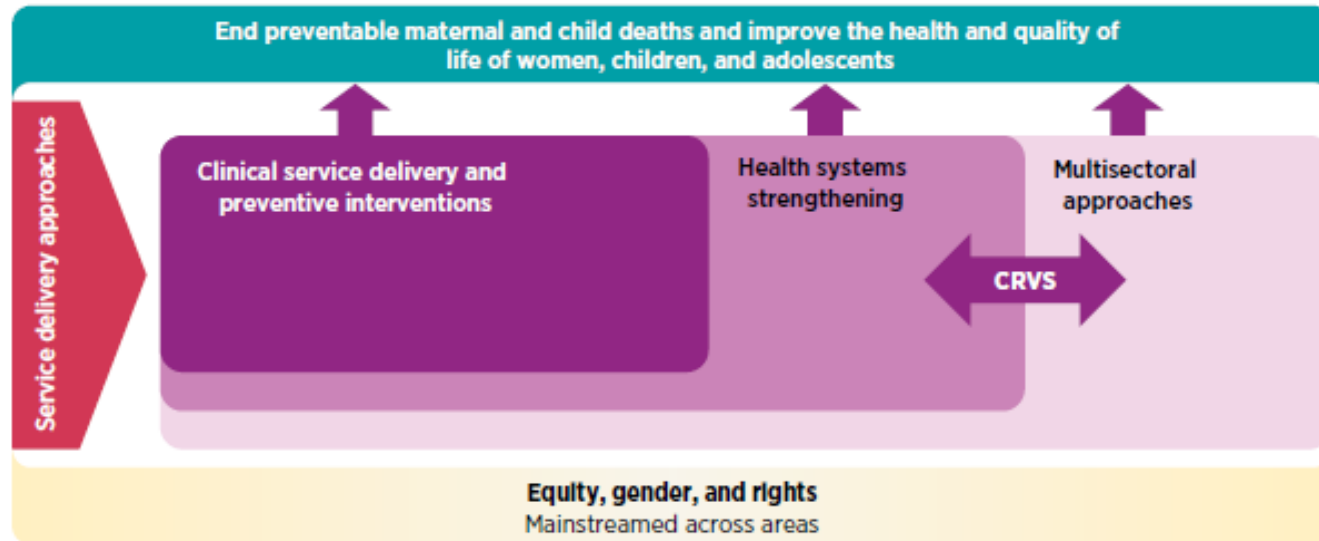 End preventable maternal and child deaths and improve the health and quality of
life of women, children, and adolescents
Service delivery approaches
Clinical service delivery and
preventive interventions
Health systems
strengthening
Multisectoral
approaches
CRVS
Equity, gender, and rights
Mainstreamed across areas